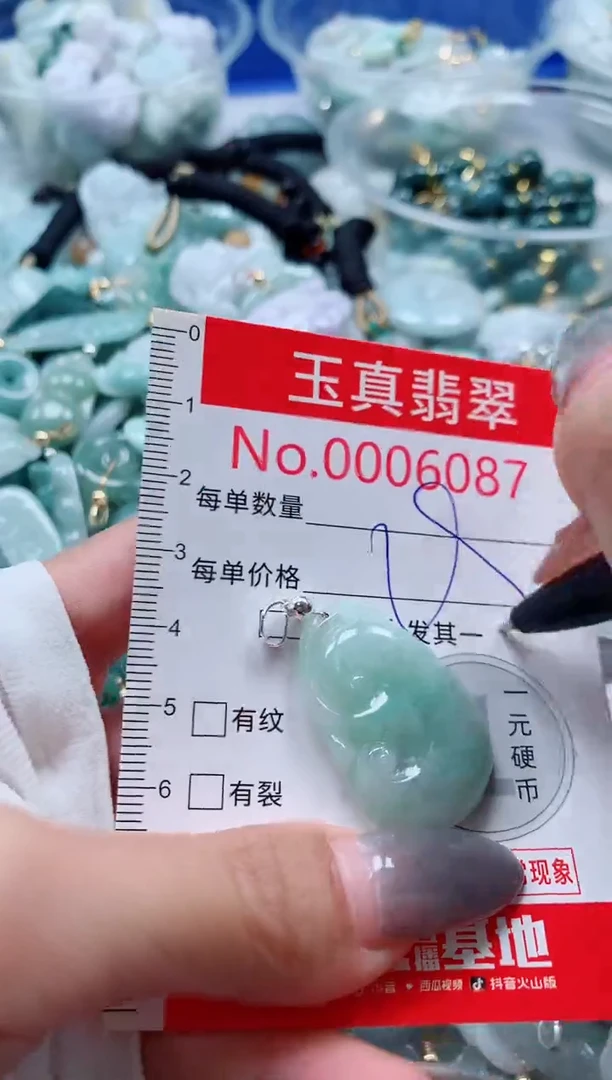 0
玉真翡翠
1
No.0006087
2
每单数量
3
每单价格
4
发其一
5
有纹
一元硬币
6
有裂
现象
播基地
西瓜视频 抖音火山版